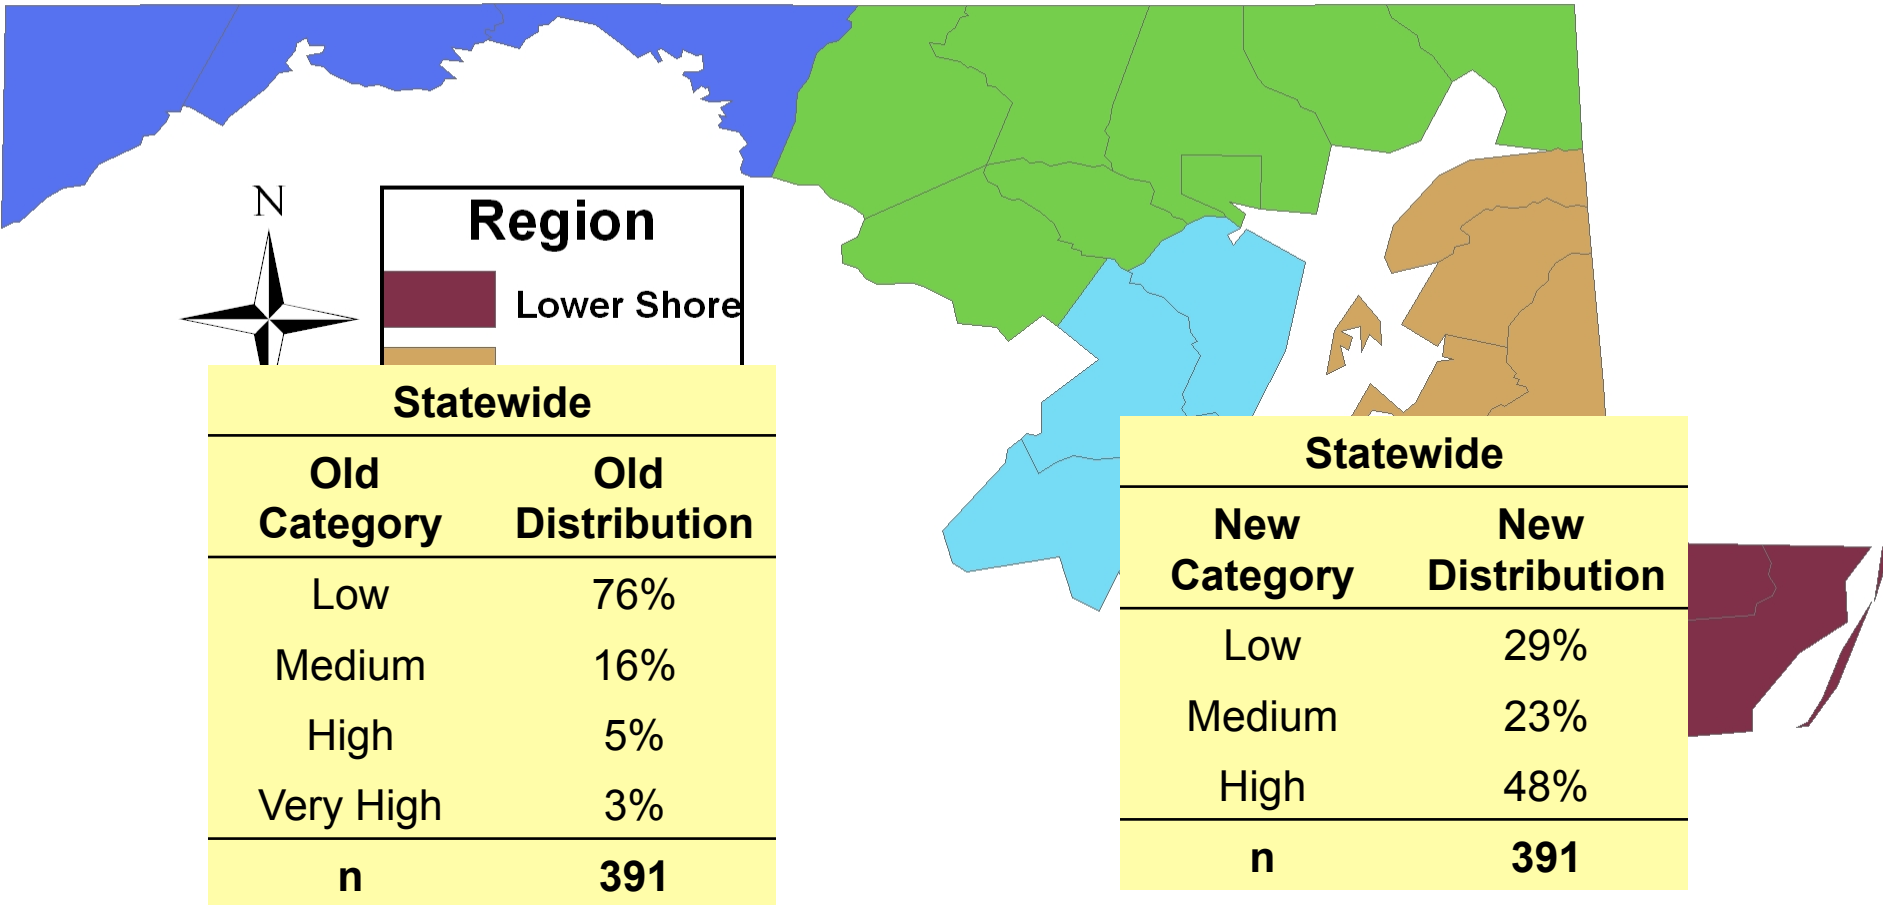 N
Region
Lower Shore
Statewide
Old Category Old Distribution
Low 76%
Medium 16%
High 5%
Very High 3%
n 391
Statewide
New Category New Distribution
Low 29%
Medium 23%
High 48%
n 391